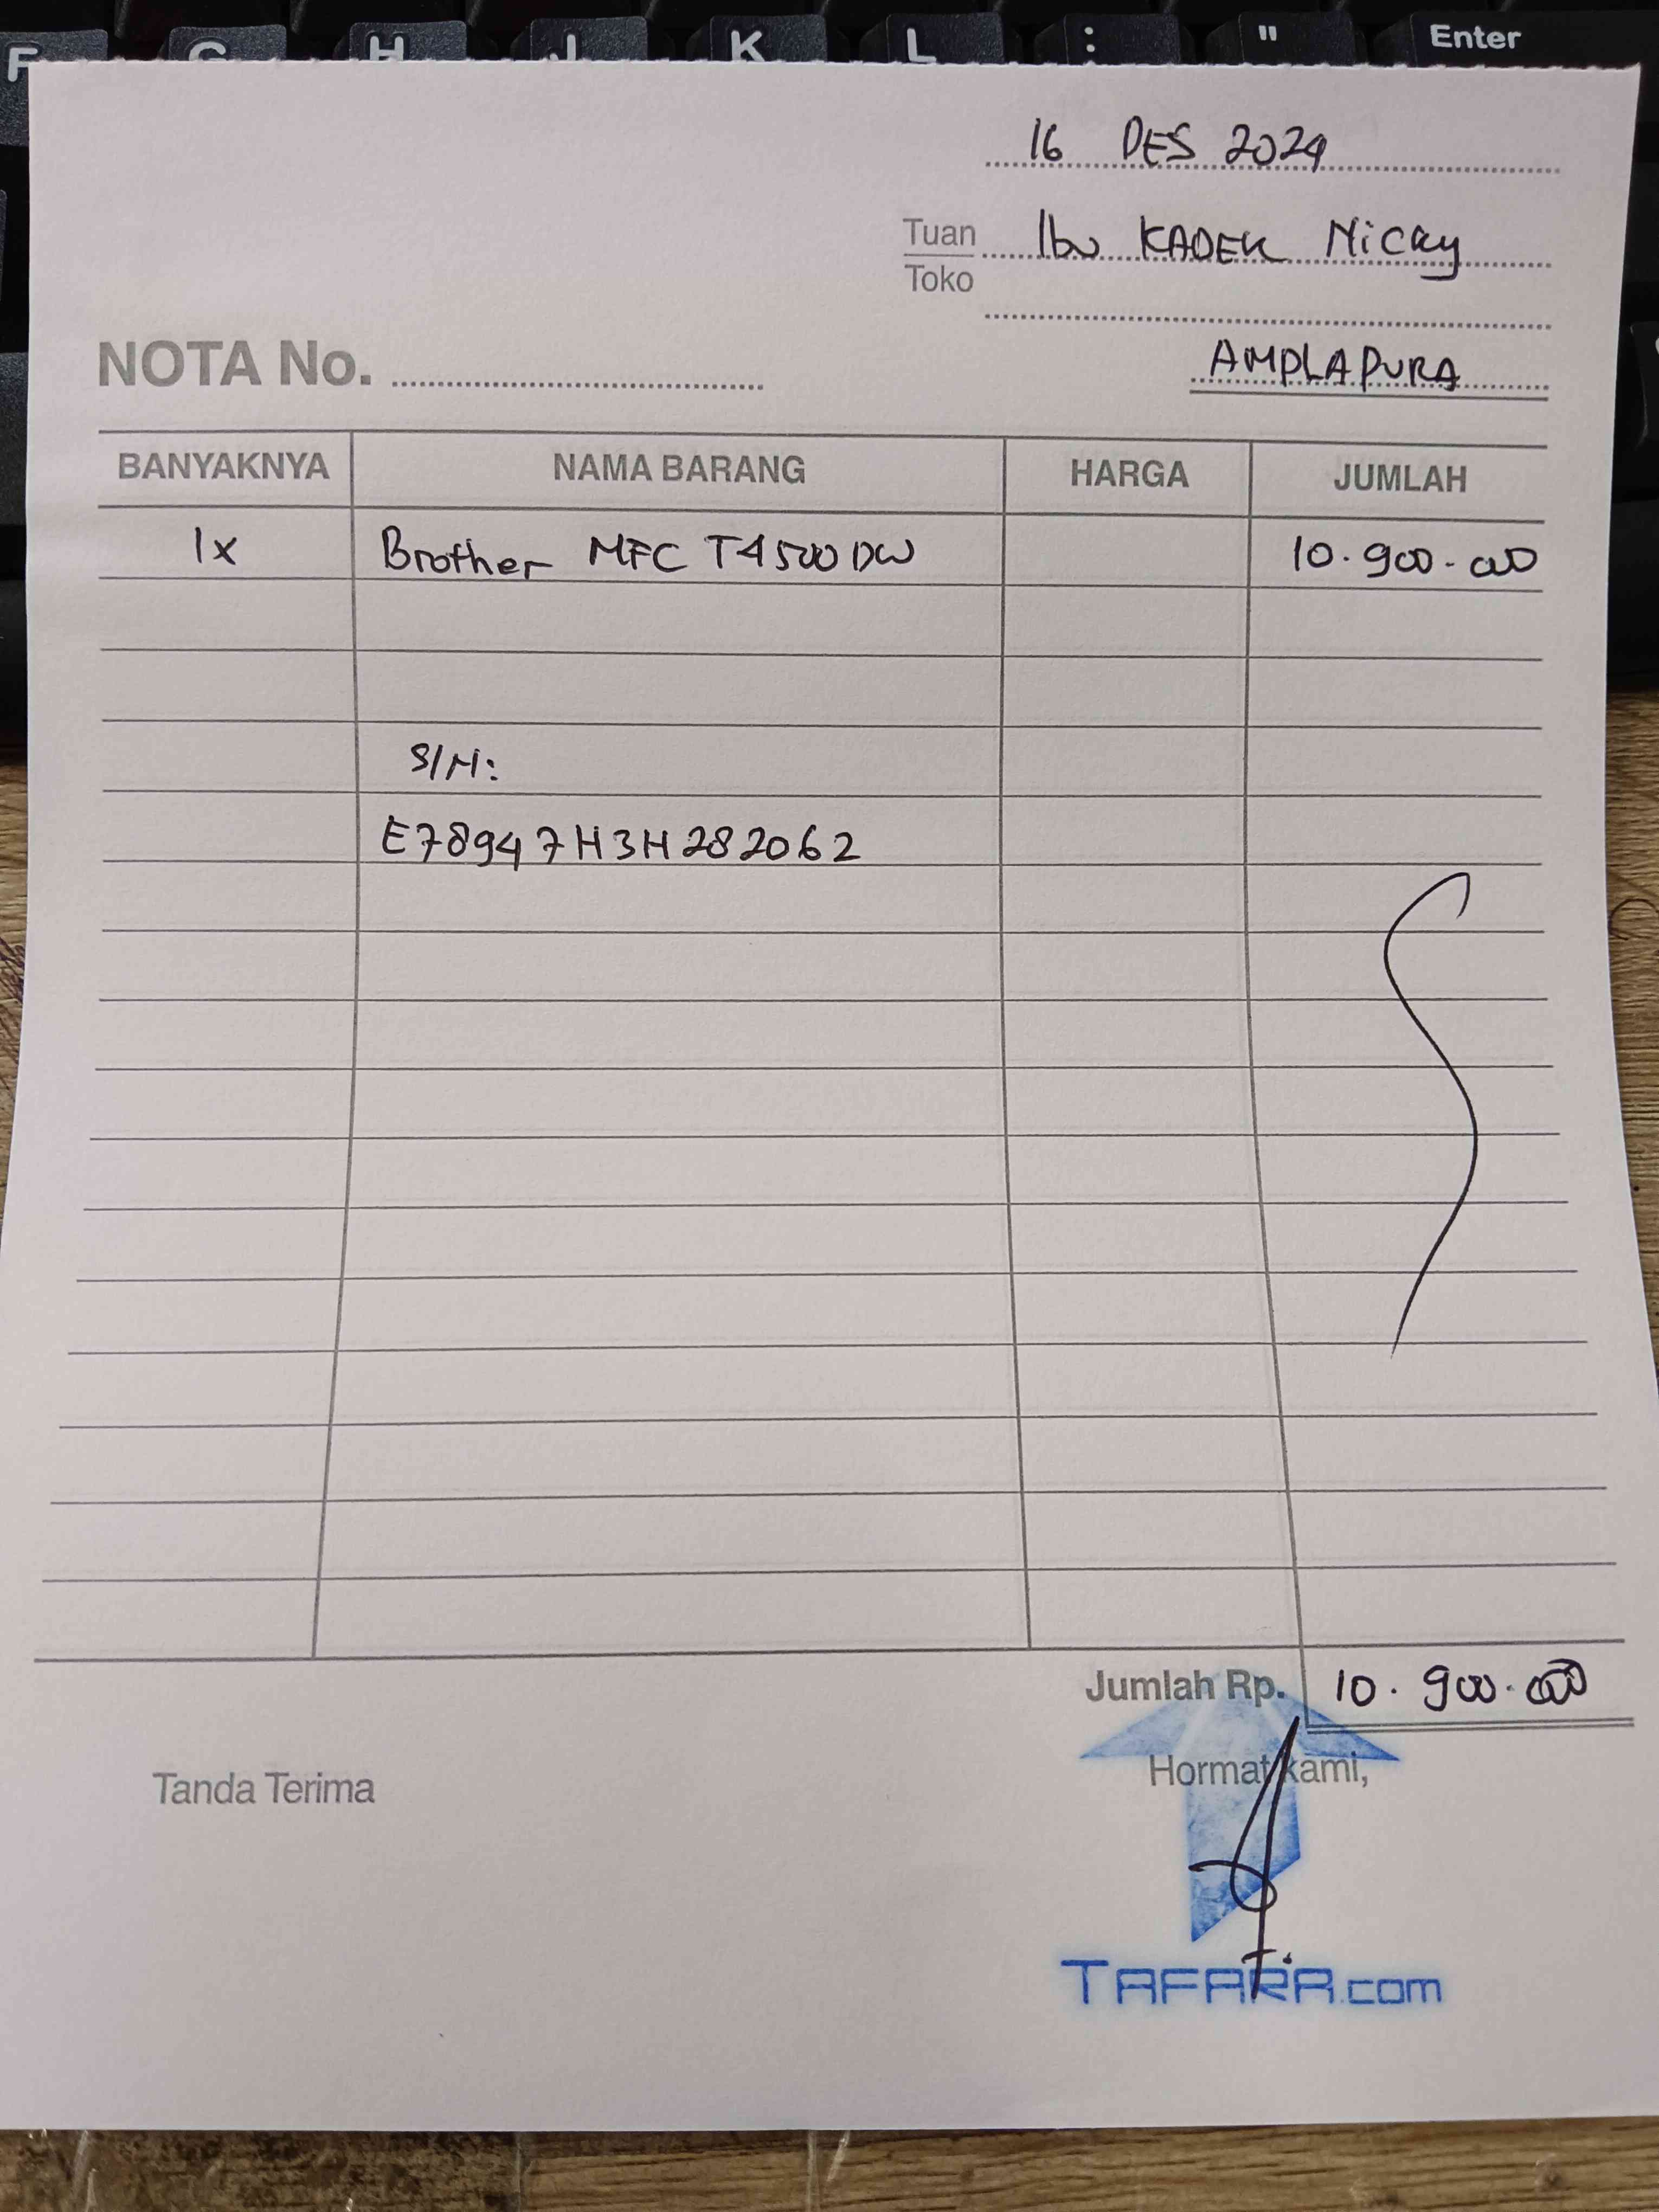 F G H J K L : " Enter
16 DES 2024
Tuan Ibu KADEK Nicky
Toko
NOTA No.
AMPLAPURA
BANYAKNYA NAMA BARANG HARGA JUMLAH
1x Brother MFC T4500DW 10.900.000
S/N:
E78947H3H282062
Jumlah Rp. 10.900.000
Tanda Terima
Hormat kami,
TAFARA.com